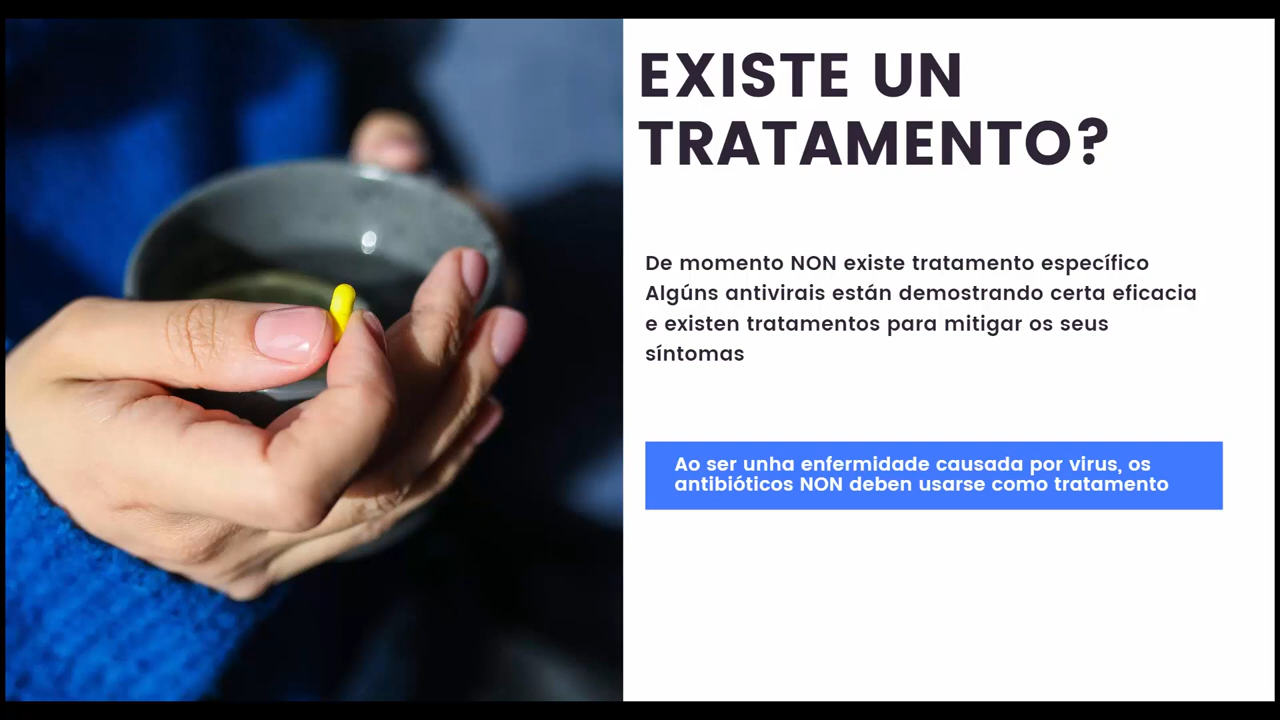 EXISTE UN
TRATAMENTO?
De momento NON existe tratamento específico
Algúns antivirais están demostrando certa eficacia
e existen tratamentos para mitigar os seus
síntomas
Ao ser unha enfermidade causada por virus, os
antibióticos NON deben usarse como tratamento